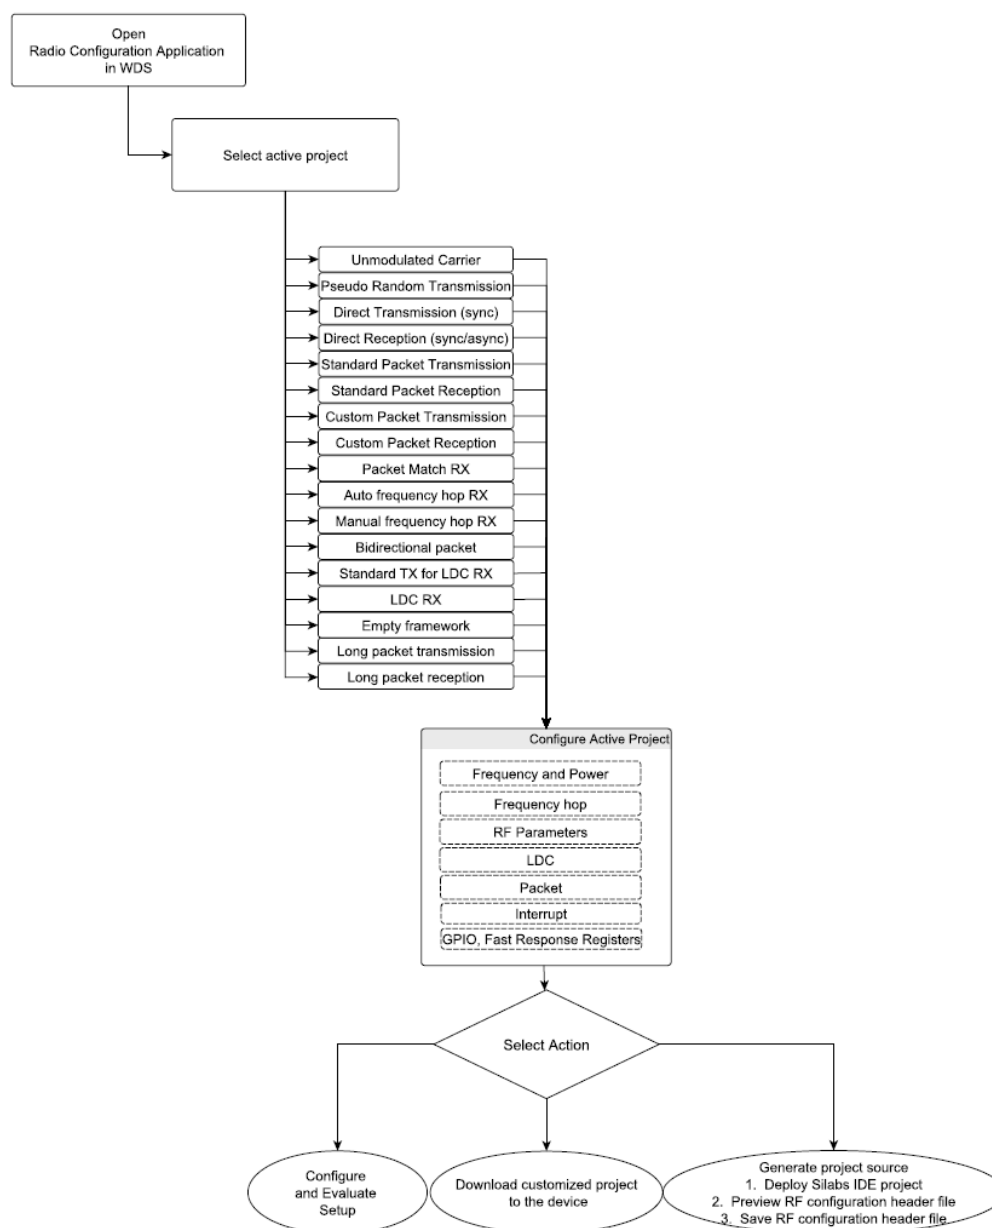 Open
Radio Configuration Application
in WDS
Select active project
Unmodulated Carrier
Pseudo Random Transmission
Direct Transmission (sync)
Direct Reception (sync/async)
Standard Packet Transmission
Standard Packet Reception
Custom Packet Transmission
Custom Packet Reception
Packet Match RX
Auto frequency hop RX
Manual frequency hop RX
Bidirectional packet
Standard TX for LDC RX
LDC RX
Empty framework
Long packet transmission
Long packet reception
Configure Active Project
Frequency and Power
Frequency hop
RF Parameters
LDC
Packet
Interrupt
GPIO, Fast Response Registers
Select Action
Configure
and Evaluate
Setup
Download customized project
to the device
Generate project source
1. Deploy Silabs IDE project
2. Preview RF configuration header file
3. Save RF configuration header file